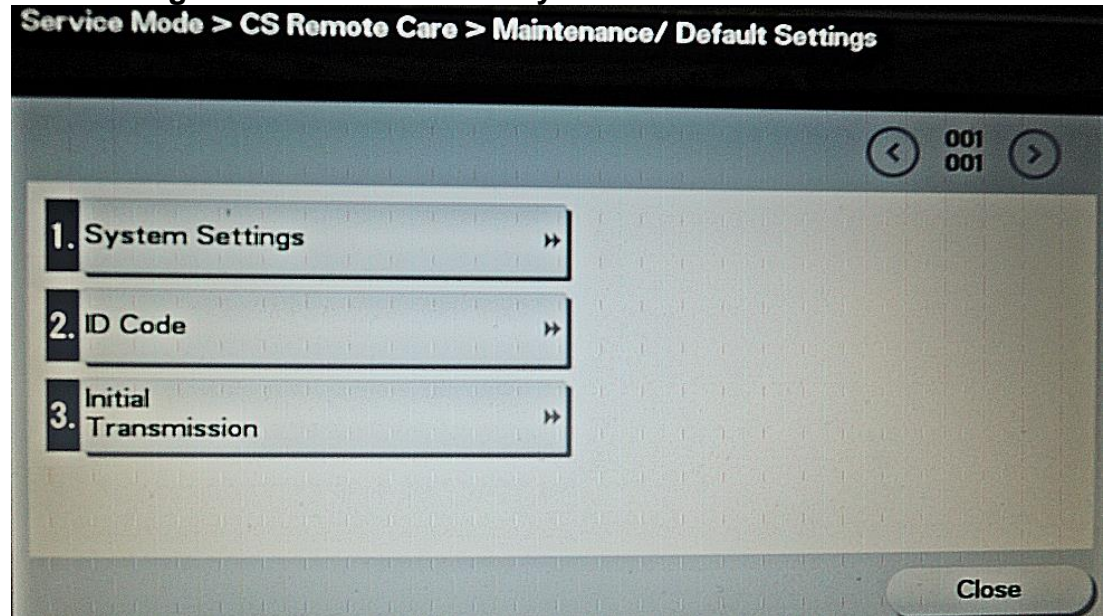 Service Mode > CS Remote Care > Maintenance/ Default Settings
001
001
1. System Settings
2. ID Code
3. Initial
Transmission
Close